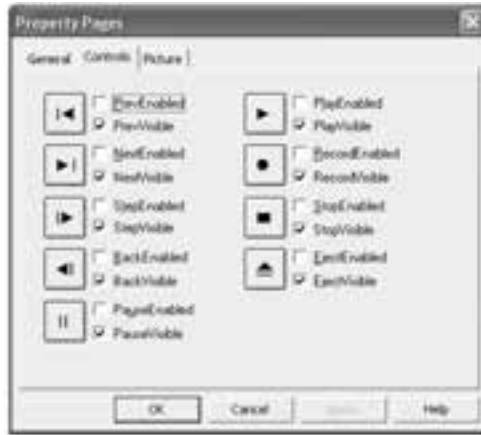 Property Pages
General Controls Picture
PrevEnabled
PrevVisible
NextEnabled
NextVisible
StepEnabled
StepVisible
BackEnabled
BackVisible
PauseEnabled
PauseVisible
PlayEnabled
PlayVisible
RecordEnabled
RecordVisible
StopEnabled
StopVisible
EjectEnabled
EjectVisible
OK Cancel Help